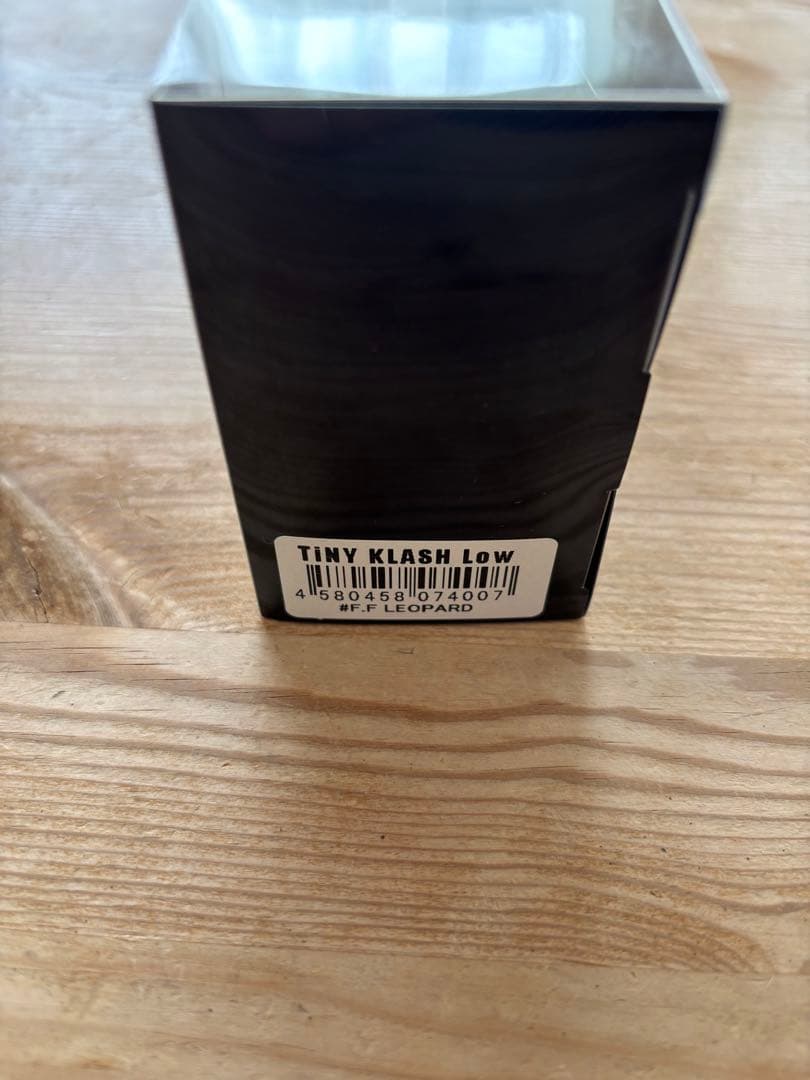 TiNY KLASH Low
4 580458 074007
#F.F LEOPARD